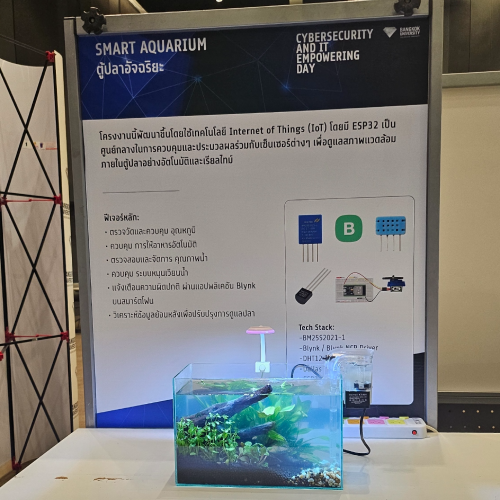 SMART AQUARIUM
ตู้ปลาอัจฉริยะ
CYBERSECURITY
AND IT
EMPOWERING
DAY
BANGKOK
UNIVERSITY
โครงงานนี้พัฒนาขึ้นโดยใช้เทคโนโลยี Internet of Things (IoT) โดยมี ESP32 เป็น
ศูนย์กลางในการควบคุมและประมวลผลร่วมกับเซ็นเซอร์ต่างๆ เพื่อดูแลสภาพแวดล้อม
ภายในตู้ปลาอย่างอัตโนมัติและเรียลไทม์
ฟีเจอร์หลัก:
• ตรวจวัดและควบคุม อุณหภูมิ
• ควบคุม การให้อาหารอัตโนมัติ
• ตรวจสอบและจัดการ คุณภาพน้ำ
• ควบคุม ระบบหมุนเวียนน้ำ
• แจ้งเตือนความผิดปกติ ผ่านแอปพลิเคชัน Blynk
บนสมาร์ตโฟน
• วิเคราะห์ข้อมูลย้อนหลังเพื่อปรับปรุงการดูแลปลา
B
Tech Stack:
-BM25S2021-1
-Blynk / Blynk NCP Driver
-DHT12
-Dallas